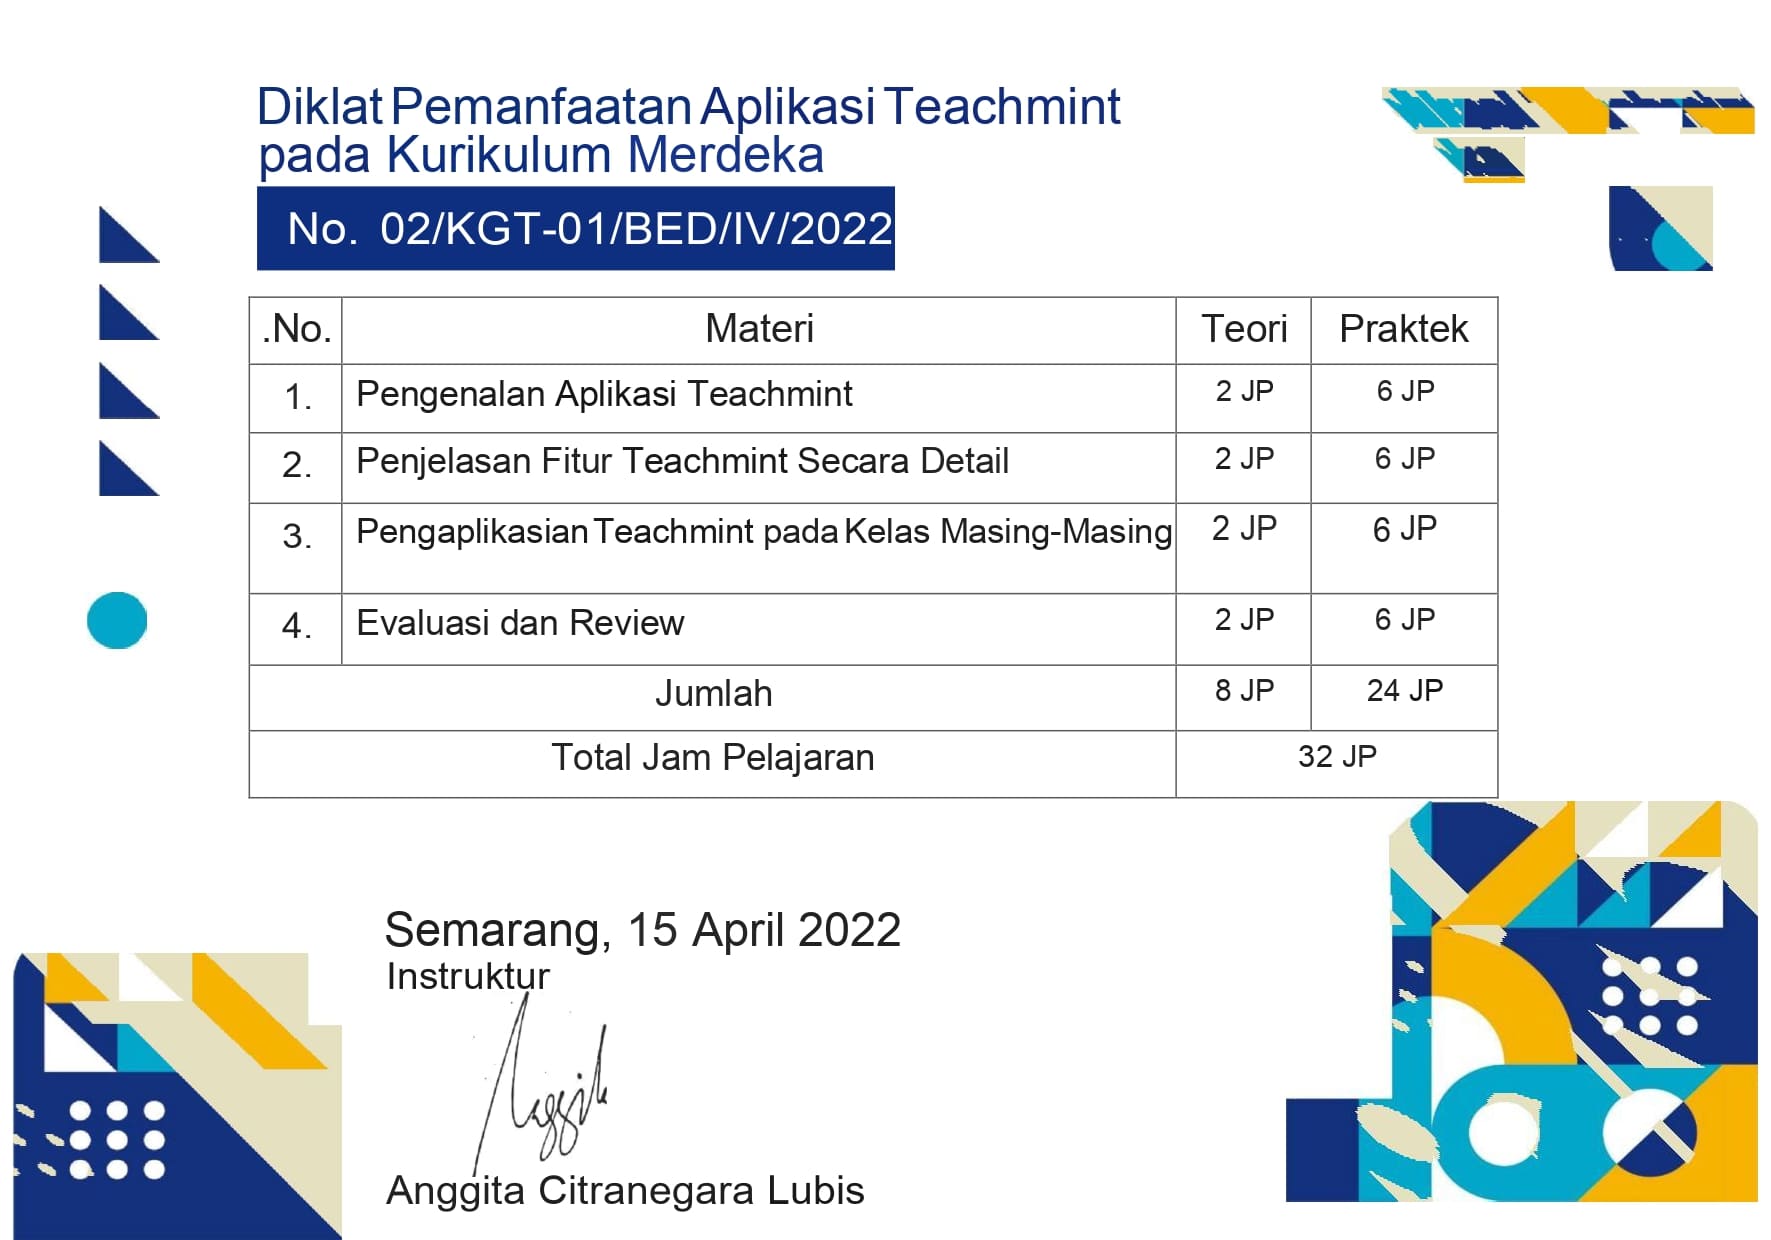 Diklat Pemanfaatan Aplikasi Teachmint
pada Kurikulum Merdeka
No. 02/KGT-01/BED/IV/2022
.No. Materi Teori Praktek
1. Pengenalan Aplikasi Teachmint 2 JP 6 JP
2. Penjelasan Fitur Teachmint Secara Detail 2 JP 6 JP
3. Pengaplikasian Teachmint pada Kelas Masing-Masing 2 JP 6 JP
4. Evaluasi dan Review 2 JP 6 JP
Jumlah 8 JP 24 JP
Total Jam Pelajaran 32 JP
Semarang, 15 April 2022
Instruktur
Anggita Citranegara Lubis